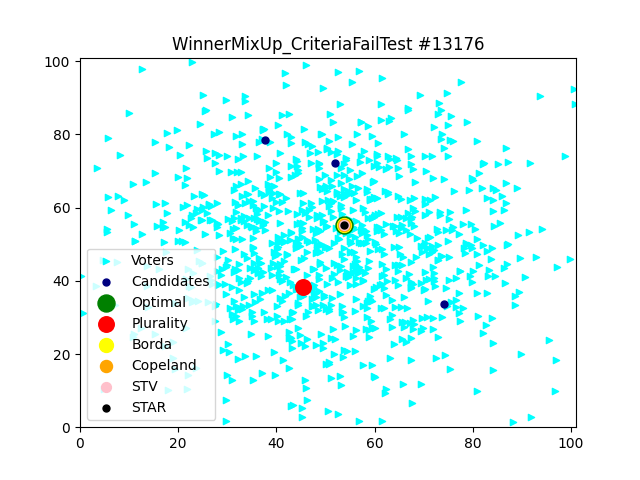 WinnerMixUp_CriteriaFailTest #13176
100
80
60
40
20
0
Voters
Candidates
Optimal
Plurality
Borda
Copeland
STV
STAR
0 20 40 60 80 100